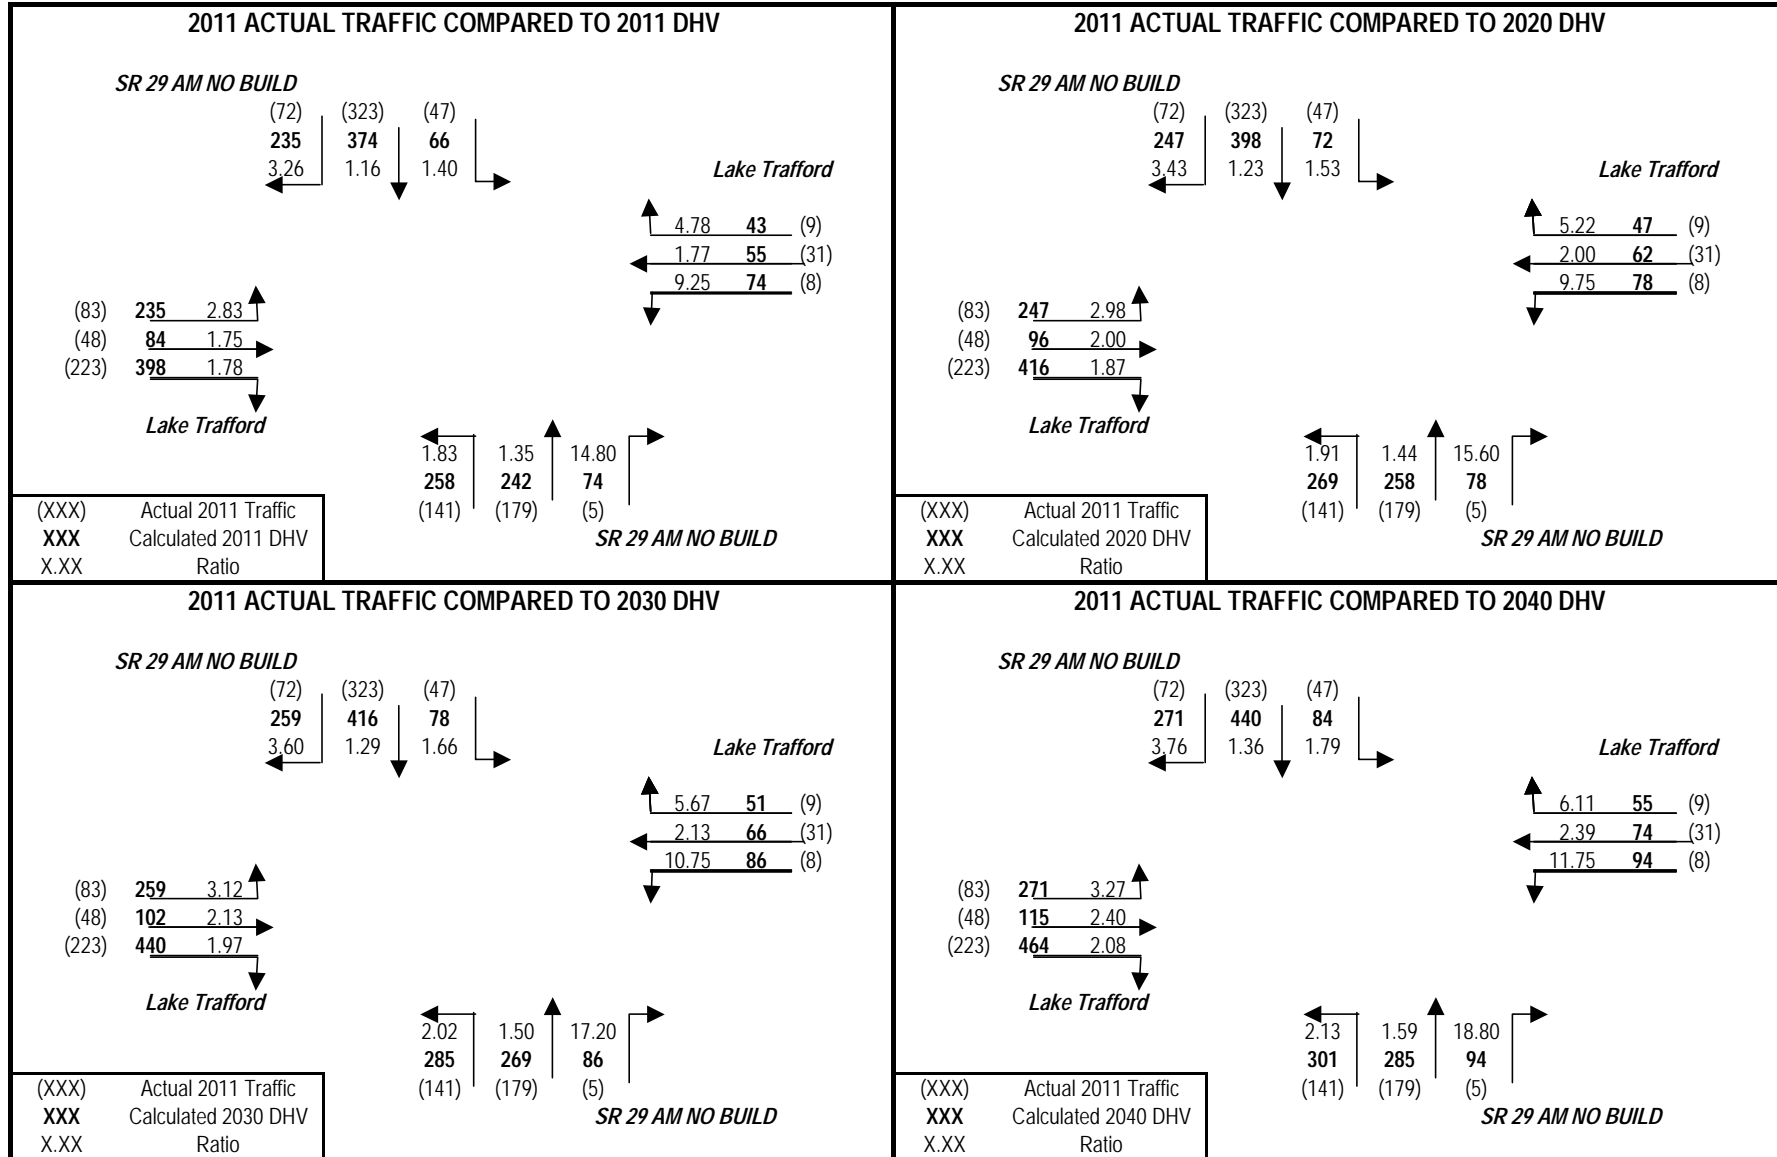 2011 ACTUAL TRAFFIC COMPARED TO 2011 DHV
SR 29 AM NO BUILD
(72) (323) (47)
235 374 66
3.26 1.16 1.40
Lake Trafford
4.78 43 (9)
1.77 55 (31)
9.25 74 (8)
(83) 235 2.83
(48) 84 1.75
(223) 398 1.78
Lake Trafford
1.83 1.35 14.80
258 242 74
(141) (179) (5)
SR 29 AM NO BUILD
(XXX) Actual 2011 Traffic
XXX Calculated 2011 DHV
X.XX Ratio
2011 ACTUAL TRAFFIC COMPARED TO 2020 DHV
SR 29 AM NO BUILD
(72) (323) (47)
247 398 72
3.43 1.23 1.53
Lake Trafford
5.22 47 (9)
2.00 62 (31)
9.75 78 (8)
(83) 247 2.98
(48) 96 2.00
(223) 416 1.87
Lake Trafford
1.91 1.44 15.60
269 258 78
(141) (179) (5)
SR 29 AM NO BUILD
(XXX) Actual 2011 Traffic
XXX Calculated 2020 DHV
X.XX Ratio
2011 ACTUAL TRAFFIC COMPARED TO 2030 DHV
SR 29 AM NO BUILD
(72) (323) (47)
259 416 78
3.60 1.29 1.66
Lake Trafford
5.67 51 (9)
2.13 66 (31)
10.75 86 (8)
(83) 259 3.12
(48) 102 2.13
(223) 440 1.97
Lake Trafford
2.02 1.50 17.20
285 269 86
(141) (179) (5)
SR 29 AM NO BUILD
(XXX) Actual 2011 Traffic
XXX Calculated 2030 DHV
X.XX Ratio
2011 ACTUAL TRAFFIC COMPARED TO 2040 DHV
SR 29 AM NO BUILD
(72) (323) (47)
271 440 84
3.76 1.36 1.79
Lake Trafford
6.11 55 (9)
2.39 74 (31)
11.75 94 (8)
(83) 271 3.27
(48) 115 2.40
(223) 464 2.08
Lake Trafford
2.13 1.59 18.80
301 285 94
(141) (179) (5)
SR 29 AM NO BUILD
(XXX) Actual 2011 Traffic
XXX Calculated 2040 DHV
X.XX Ratio